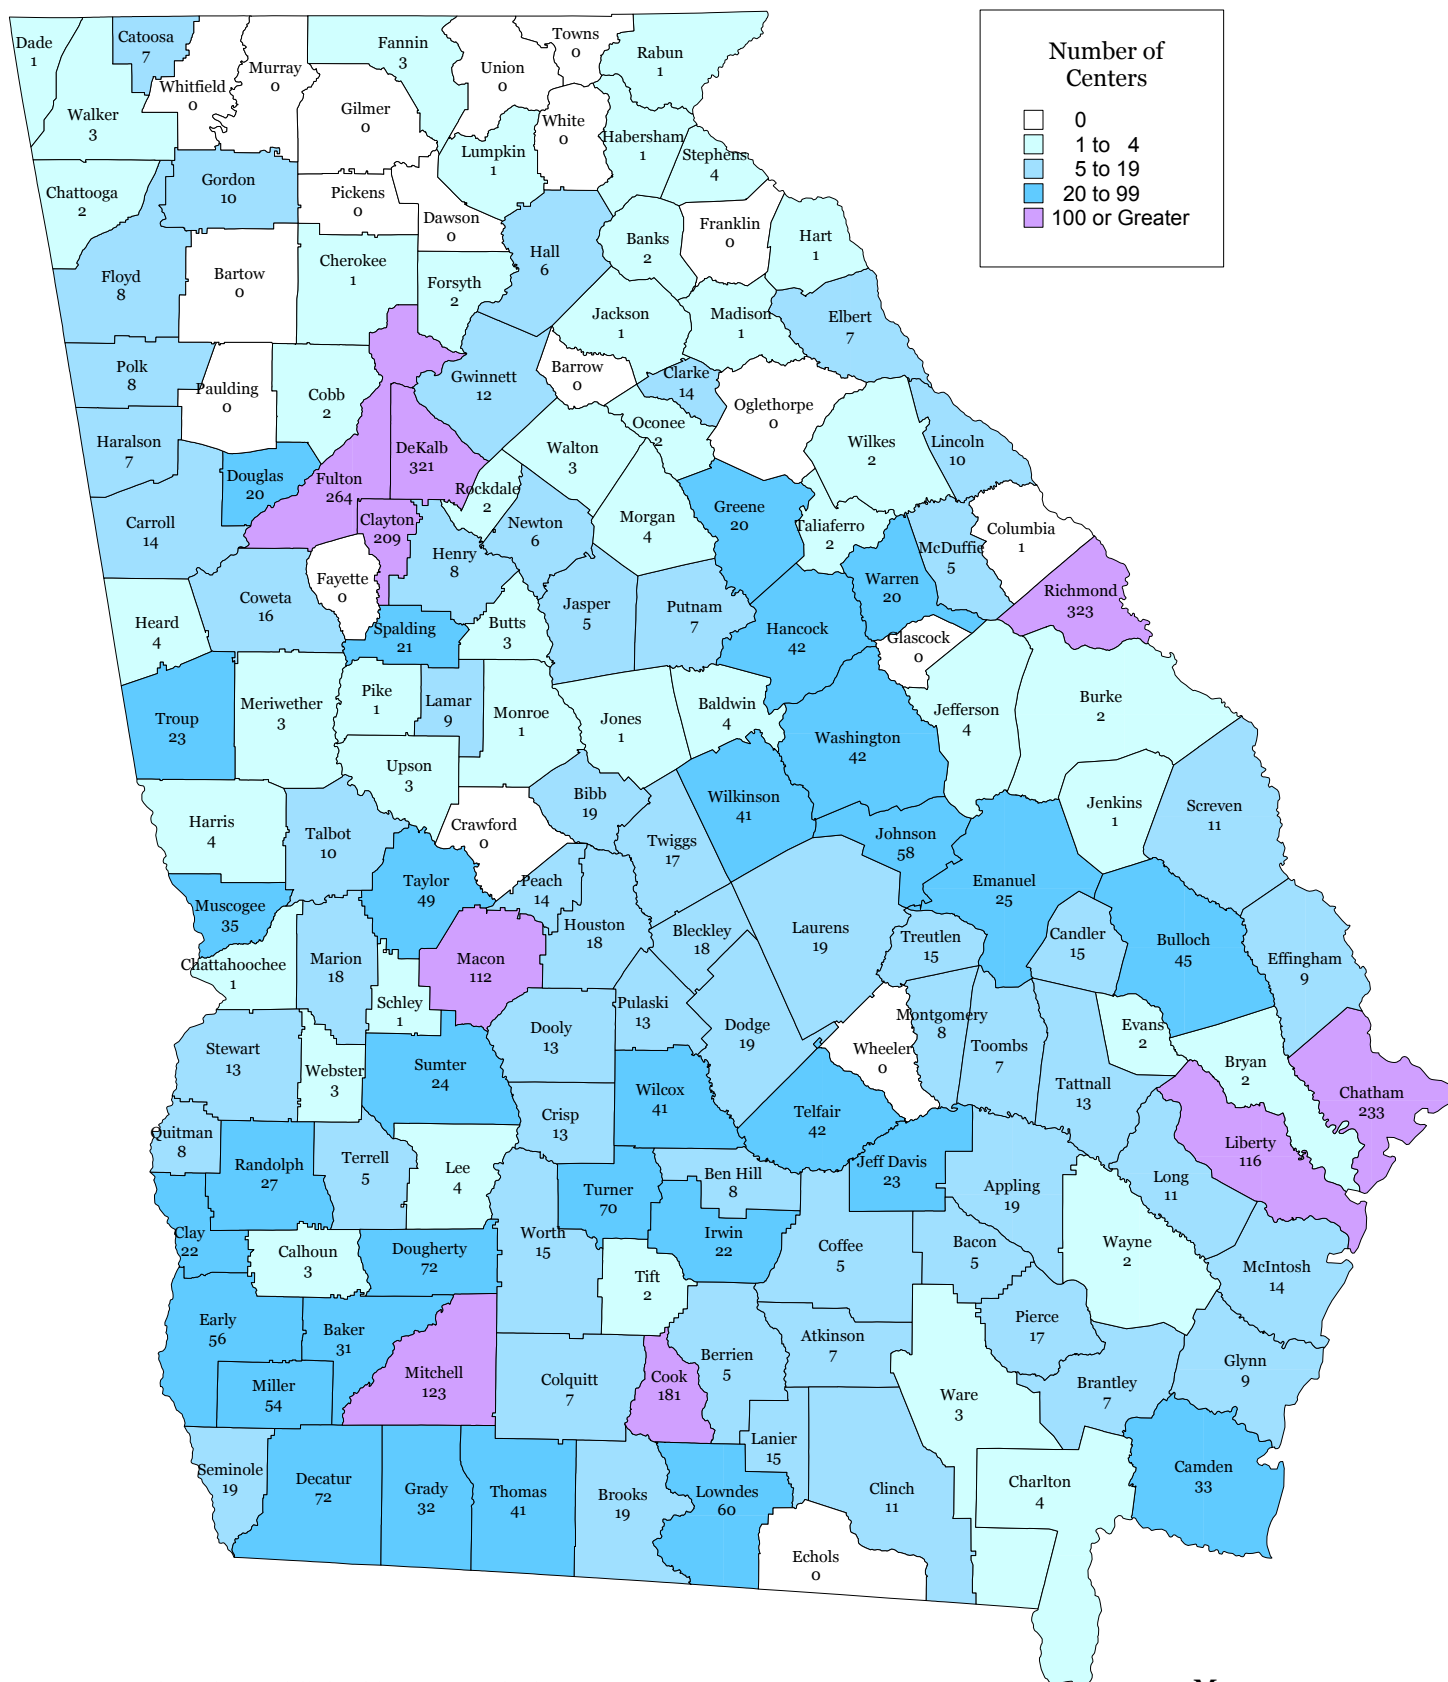 Number of
Centers
0
1 to 4
5 to 19
20 to 99
100 or Greater
Dade
1
Catoosa
7
Walker
3
Whitfield
0
Murray
0
Fannin
3
Gilmer
0
Union
0
Towns
0
Rabun
1
White
0
Lumpkin
1
Habersham
1
Stephens
4
Chattooga
2
Gordon
10
Pickens
0
Dawson
0
Franklin
0
Banks
2
Hart
1
Hall
6
Floyd
8
Bartow
0
Cherokee
1
Forsyth
2
Jackson
1
Madison
1
Elbert
7
Polk
8
Paulding
0
Cobb
2
Gwinnett
12
Barrow
0
Clarke
14
Oglethorpe
0
Oconee
2
Wilkes
2
Lincoln
10
Haralson
7
Douglas
20
Fulton
264
DeKalb
321
Rockdale
2
Walton
3
Morgan
4
Greene
20
Taliaferro
2
Columbia
1
McDuffie
5
Warren
20
Richmond
323
Carroll
14
Clayton
209
Henry
8
Newton
6
Fayette
0
Coweta
16
Heard
4
Spalding
21
Butts
3
Jasper
5
Putnam
7
Hancock
42
Glascock
0
Troup
23
Meriwether
3
Pike
1
Lamar
9
Monroe
1
Jones
1
Baldwin
4
Washington
42
Jefferson
4
Burke
2
Upson
3
Harris
4
Talbot
10
Crawford
0
Bibb
19
Twiggs
17
Wilkinson
41
Johnson
58
Jenkins
1
Screven
11
Emanuel
25
Muscogee
35
Taylor
49
Peach
14
Houston
18
Bleckley
18
Laurens
19
Treutlen
15
Candler
15
Bulloch
45
Effingham
9
Chattahoochee
1
Marion
18
Macon
112
Schley
1
Dooly
13
Pulaski
13
Dodge
19
Wheeler
0
Montgomery
8
Toombs
7
Tattnall
13
Evans
2
Bryan
2
Chatham
233
Stewart
13
Webster
3
Sumter
24
Crisp
13
Wilcox
41
Telfair
42
Liberty
116
Quitman
8
Randolph
27
Terrell
5
Lee
4
Turner
70
Ben Hill
8
Jeff Davis
23
Appling
19
Long
11
Clay
22
Calhoun
3
Dougherty
72
Worth
15
Irwin
22
Coffee
5
Bacon
5
Wayne
2
McIntosh
14
Tift
2
Early
56
Baker
31
Mitchell
123
Miller
54
Colquitt
7
Cook
181
Berrien
5
Atkinson
7
Pierce
17
Ware
3
Brantley
7
Glynn
9
Seminole
19
Decatur
72
Grady
32
Thomas
41
Brooks
19
Lowndes
60
Lanier
15
Clinch
11
Echols
0
Charlton
4
Camden
33